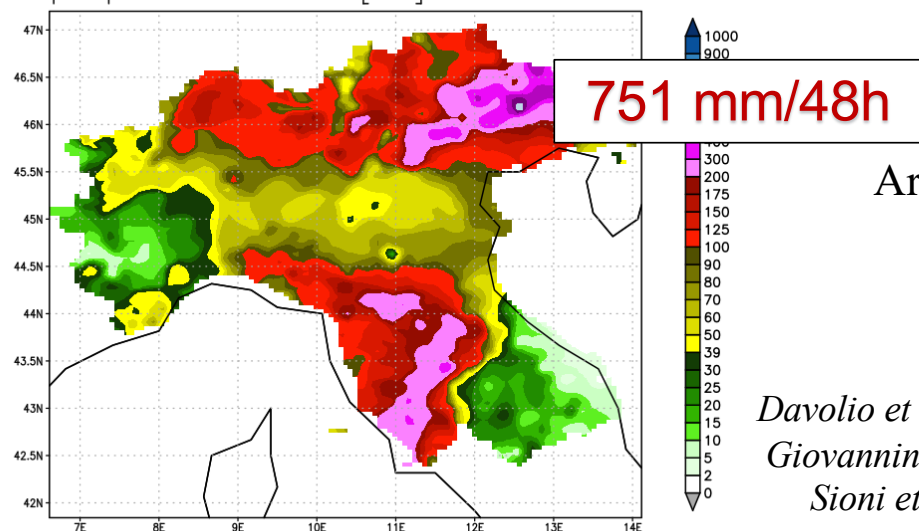 47N
46.5N
46N
45.5N
45N
44.5N
44N
43.5N
43N
42.5N
42N
7E
8E
9E
10E
11E
12E
13E
14E
1000
900
751 mm/48h
300
200
175
150
125
100
90
80
70
60
50
39
30
25
20
15
10
5
2
0
Ar
Davolio et
Giovannin
Sioni et